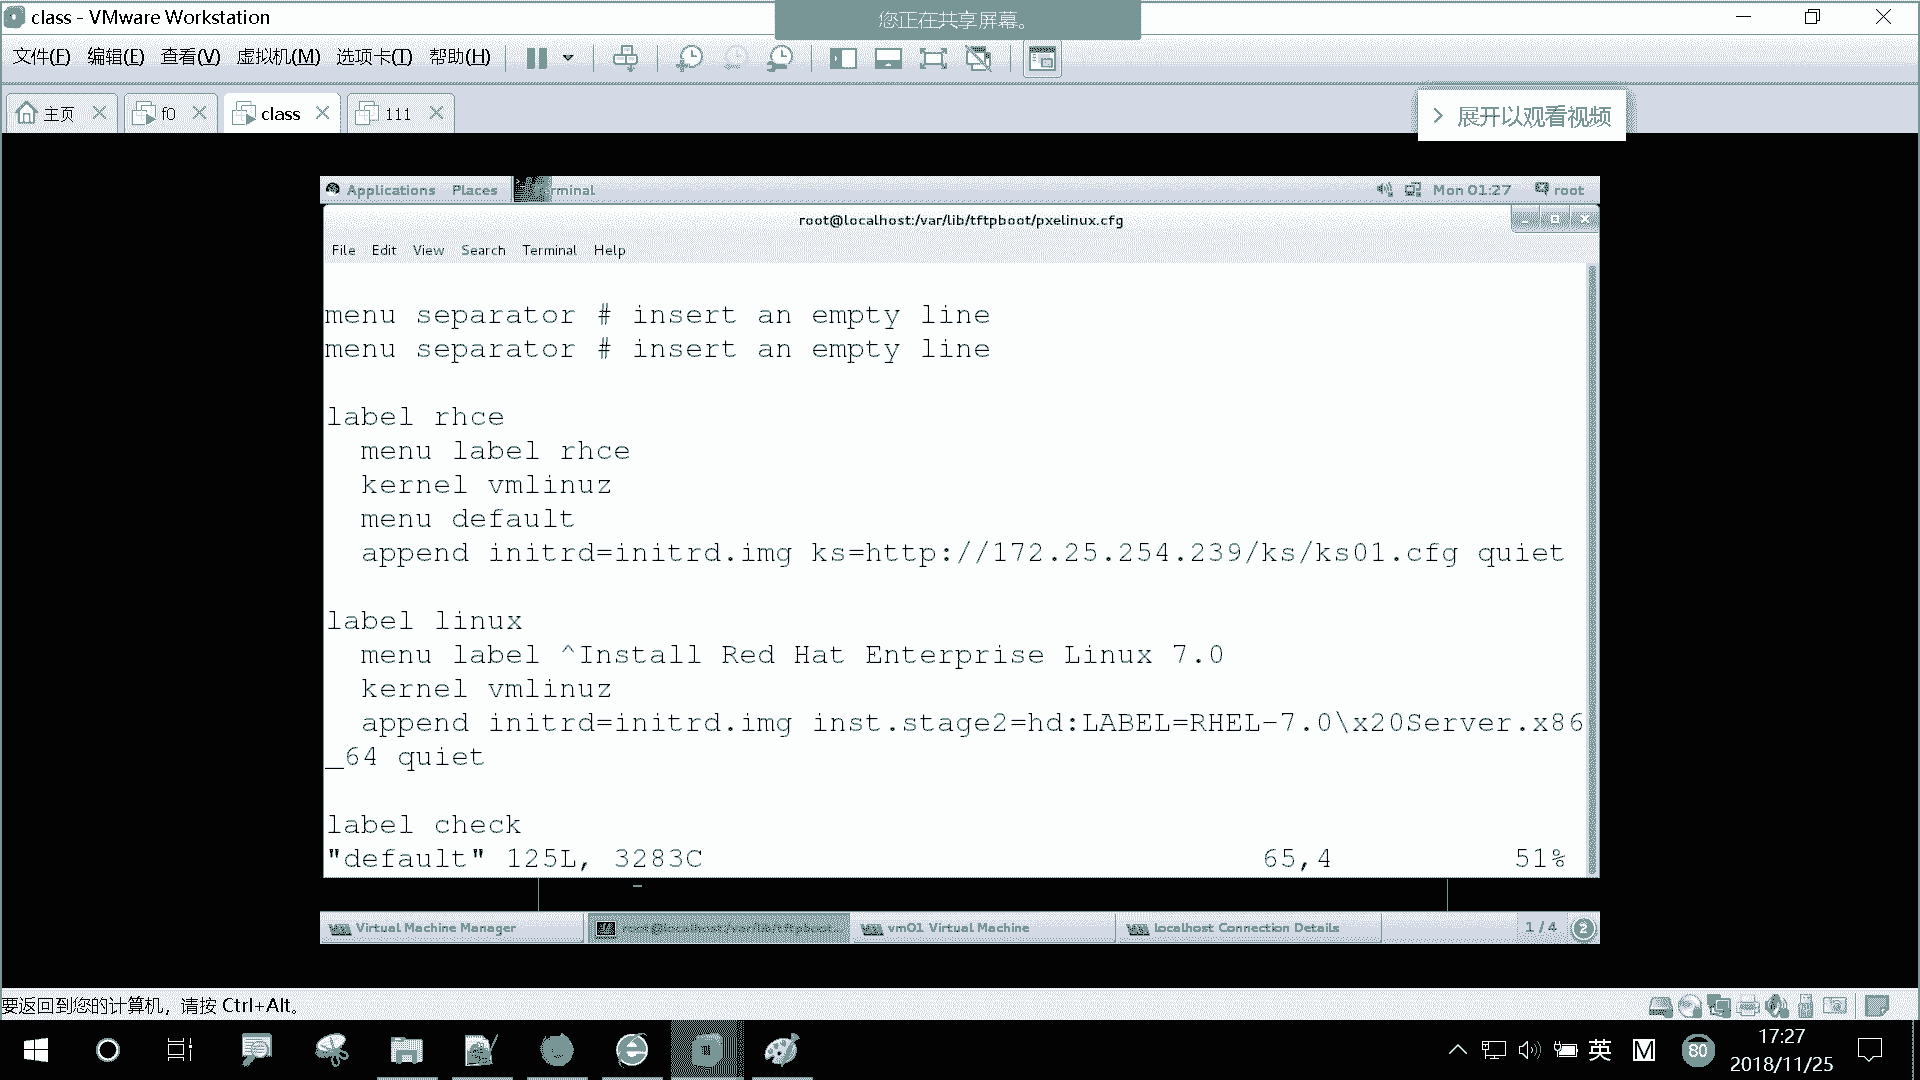 class - VMware Workstation
您正在共享屏幕。
文件(F) 编辑(E) 查看(V) 虚拟机(M) 选项卡(T) 帮助(H)
主页 f0 class 111
展开以观看视频
Applications Places Terminal Mon 01:27 root
root@localhost:/var/lib/tftpboot/pxelinux.cfg
File Edit View Search Terminal Help
menu separator # insert an empty line
menu separator # insert an empty line
label rhce
menu label rhce
kernel vmlinuz
menu default
append initrd=initrd.img ks=http://172.25.254.239/ks/ks01.cfg quiet
label linux
menu label ^Install Red Hat Enterprise Linux 7.0
kernel vmlinuz
append initrd=initrd.img inst.stage2=hd:LABEL=RHEL-7.0\x20Server.x86
_64 quiet
label check
"default" 125L, 3283C 65,4 51%
Virtual Machine Manager root@localhost:/var/lib/tftpboot... vm01 Virtual Machine localhost Connection Details 1 / 4 2
要返回到您的计算机，请按 Ctrl+Alt。
英 M 80 17:27
2018/11/25